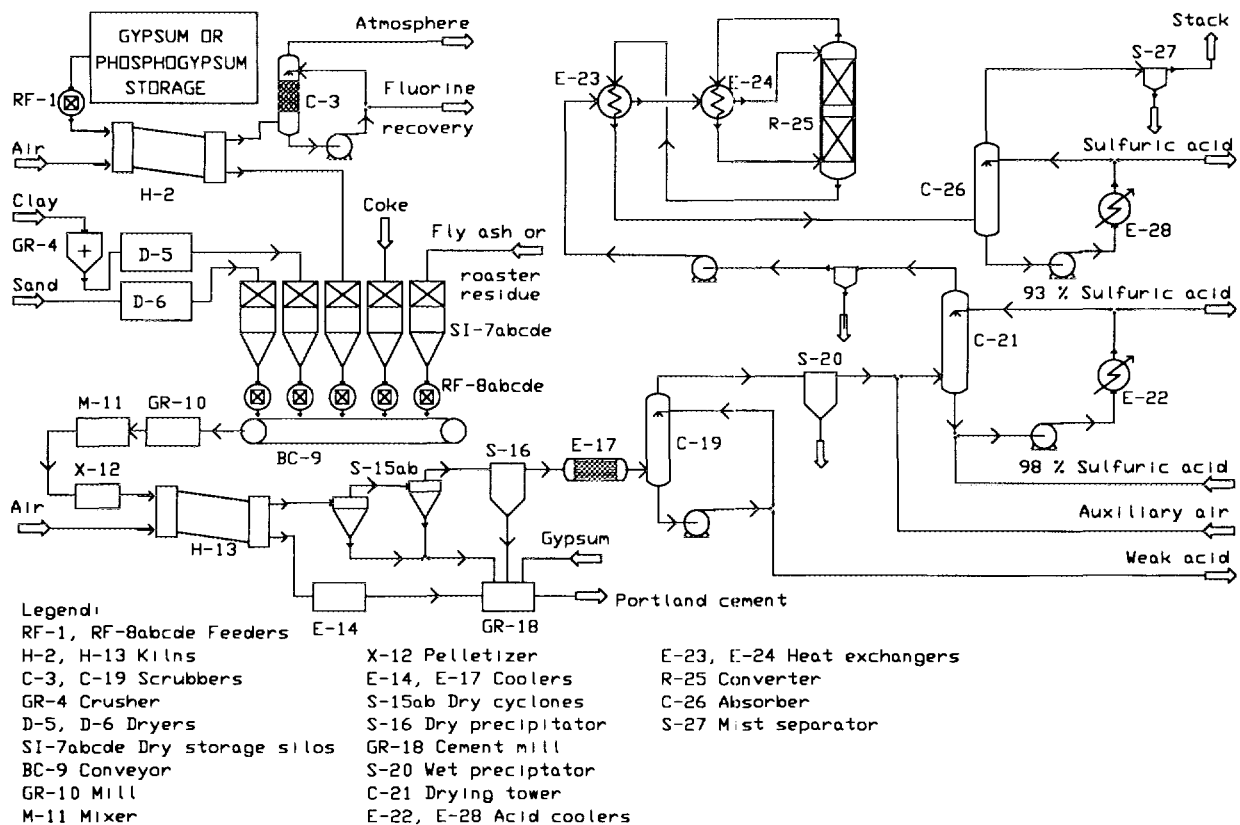 Atmosphere
GYPSUM OR
PHOSPHOGYPSUM
STORAGE
RF-1
C-3
Fluorine
recovery
Air
H-2
Clay
GR-4
D-5
Sand
D-6
Coke
Fly ash or
roaster
residue
SI-7abcde
RF-8abcde
M-11
GR-10
BC-9
X-12
Air
H-13
S-15ab
S-16
E-17
Gypsum
E-14
GR-18
Portland cement
E-23
E-24
R-25
S-27
Stack
Sulfuric acid
C-26
E-28
93 % Sulfuric acid
C-21
E-22
S-20
C-19
98 % Sulfuric acid
Auxiliary air
Weak acid
Legend:
RF-1, RF-8abcde Feeders
H-2, H-13 Kilns
C-3, C-19 Scrubbers
GR-4 Crusher
D-5, D-6 Dryers
SI-7abcde Dry storage silos
BC-9 Conveyor
GR-10 Mill
M-11 Mixer
X-12 Pelletizer
E-14, E-17 Coolers
S-15ab Dry cyclones
S-16 Dry precipitator
GR-18 Cement mill
S-20 Wet preciptator
C-21 Drying tower
E-22, E-28 Acid coolers
E-23, E-24 Heat exchangers
R-25 Converter
C-26 Absorber
S-27 Mist separator